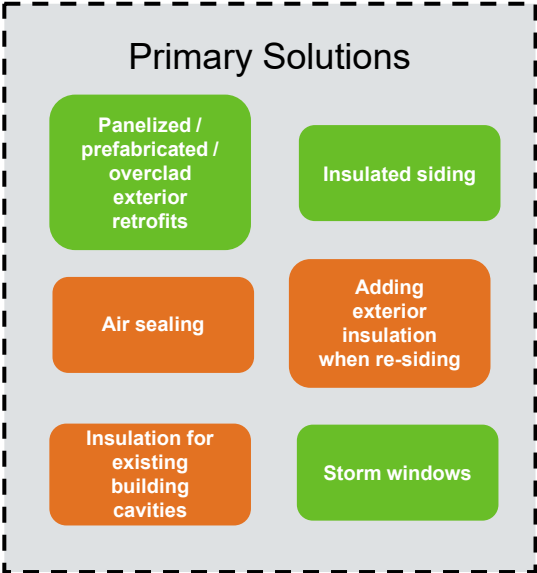 Primary Solutions
Panelized /
prefabricated /
overclad
exterior
retrofits
Insulated siding
Air sealing
Adding
exterior
insulation
when re-siding
Insulation for
existing
building
cavities
Storm windows